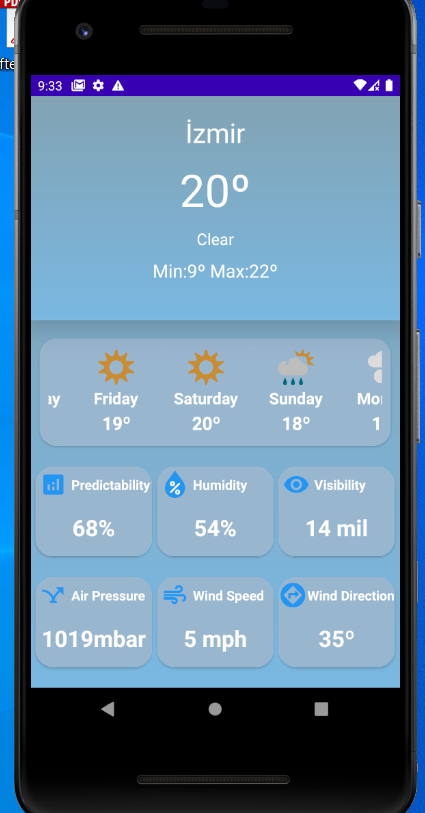 PD
fte
9:33
İzmir
20º
Clear
Min:9º Max:22º
ay Friday Saturday Sunday Mo
19º 20º 18º 1
Predictability Humidity Visibility
68% 54% 14 mil
Air Pressure Wind Speed Wind Direction
1019mbar 5 mph 35º